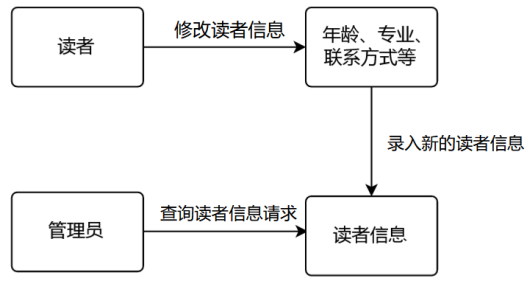 读者
修改读者信息
年龄、专业、
联系方式等
录入新的读者信息
管理员
查询读者信息请求
读者信息